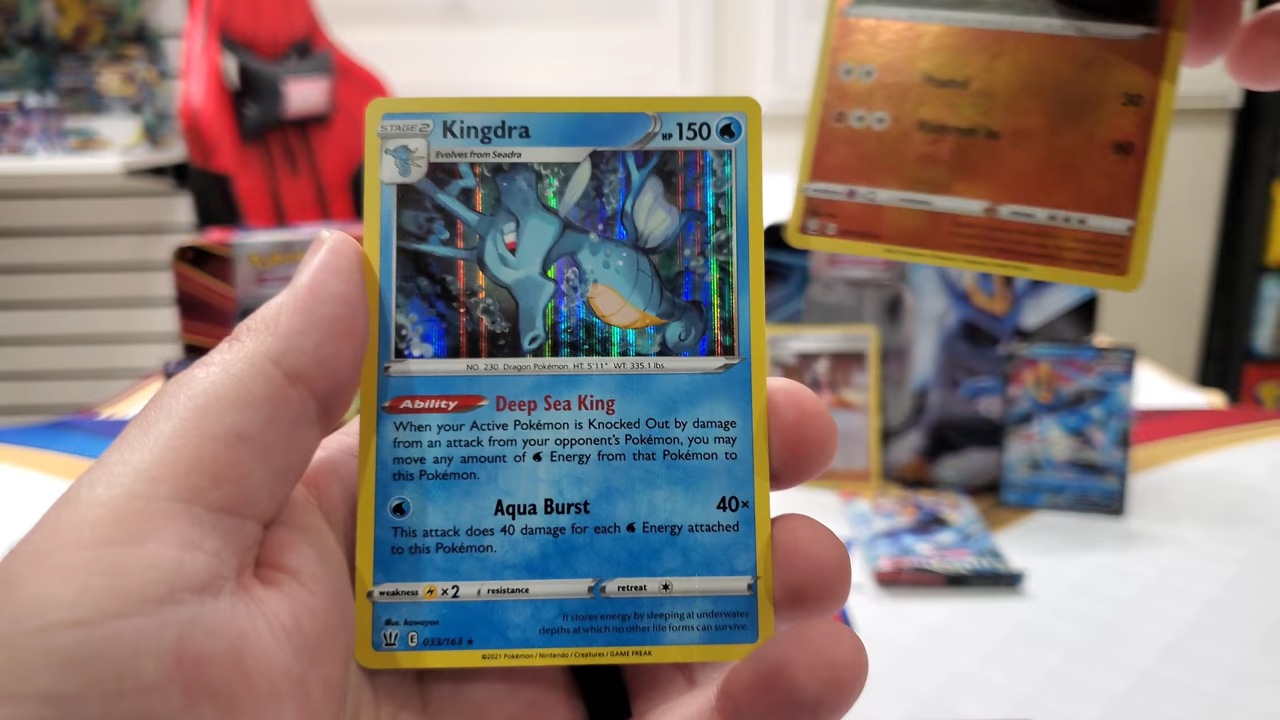 STAGE 2 Kingdra HP 150
Evolves from Seadra
NO. 230 Dragon Pokémon HT: 5'11" WT: 335.1 lbs.
Ability Deep Sea King
When your Active Pokémon is Knocked Out by damage
from an attack from your opponent's Pokémon, you may
move any amount of Energy from that Pokémon to
this Pokémon.
Aqua Burst 40×
This attack does 40 damage for each Energy attached
to this Pokémon.
weakness ×2 resistance retreat
It stores energy by sleeping at underwater
depths at which no other life forms can survive.
Illus. kawayoo
E 033/163 ★
©2021 Pokémon / Nintendo / Creatures / GAME FREAK
30